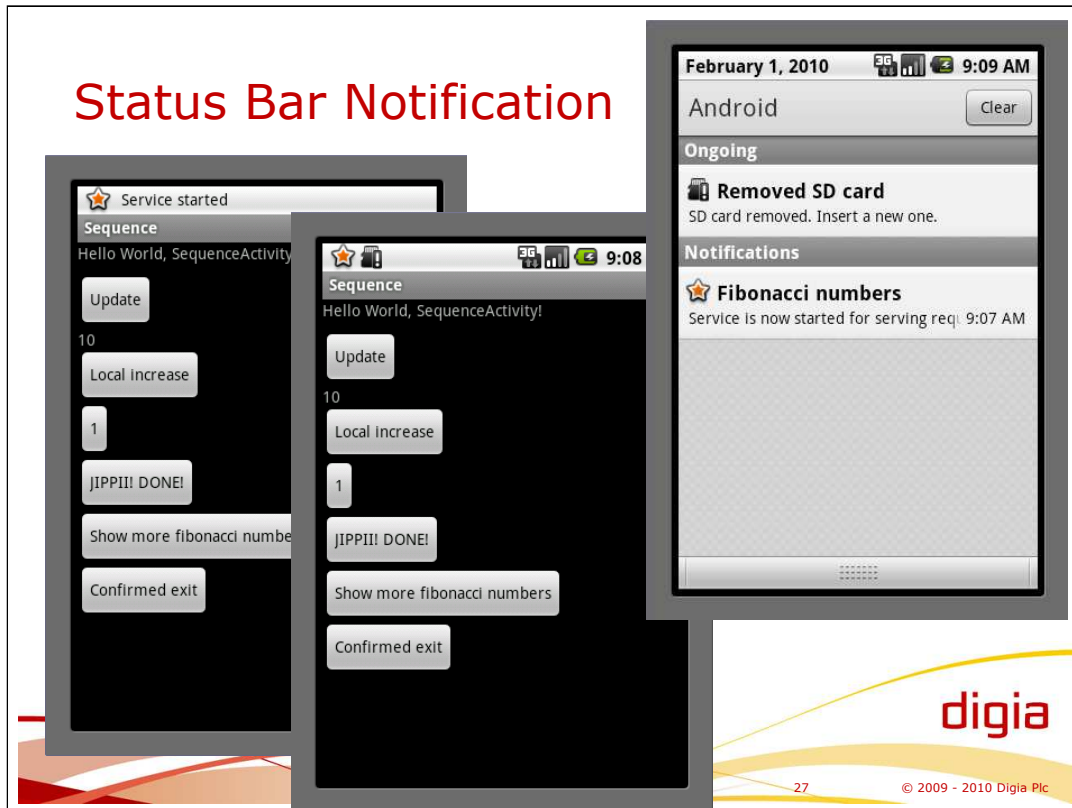 Status Bar Notification
Service started
Sequence
Hello World, SequenceActivity
Update
10
Local increase
1
JIPPII! DONE!
Show more fibonacci numbe
Confirmed exit
3G 9:08
Sequence
Hello World, SequenceActivity!
Update
10
Local increase
1
JIPPII! DONE!
Show more fibonacci numbers
Confirmed exit
February 1, 2010 3G 9:09 AM
Android Clear
Ongoing
Removed SD card
SD card removed. Insert a new one.
Notifications
Fibonacci numbers
Service is now started for serving requ 9:07 AM
digia
27 © 2009 - 2010 Digia Plc